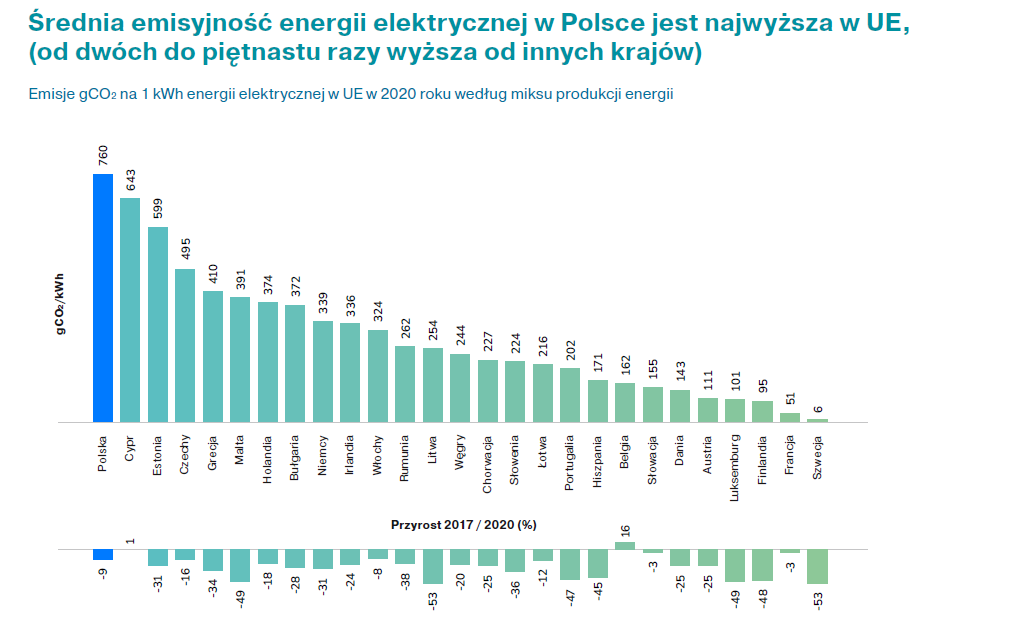 Średnia emisyjność energii elektrycznej w Polsce jest najwyższa w UE,
(od dwóch do piętnastu razy wyższa od innych krajów)
Emisje gCO₂ na 1 kWh energii elektrycznej w UE w 2020 roku według miksu produkcji energii
gCO₂/kWh
760 643 599 495 410 391 374 372 339 336 324 262 254 244 227 224 216 202 171 162 155 143 111 101 95 51 6
Polska Cypr Estonia Czechy Grecja Malta Holandia Bułgaria Niemcy Irlandia Włochy Rumunia Litwa Węgry Chorwacja Słowenia Łotwa Portugalia Hiszpania Belgia Słowacja Dania Austria Luksemburg Finlandia Francja Szwecja
Przyrost 2017 / 2020 (%)
-9 1 -31 -16 -34 -49 -18 -28 -31 -24 -8 -38 -53 -20 -25 -36 -12 -47 -45 16 -3 -25 -25 -49 -48 -3 -53